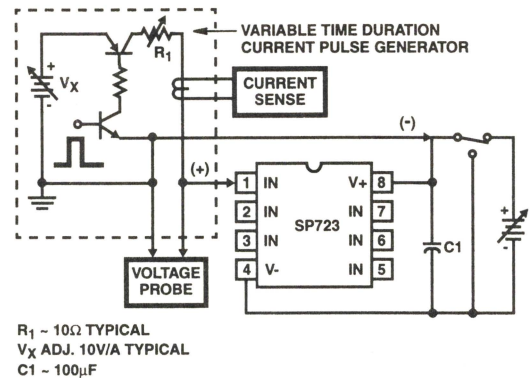 VARIABLE TIME DURATION
CURRENT PULSE GENERATOR
R1
+
VX
-
CURRENT
SENSE
(-)
(+)
1 IN
2 IN
3 IN
4 V-
SP723
V+ 8
IN 7
IN 6
IN 5
C1
+
-
VOLTAGE
PROBE
R1 ~ 10Ω TYPICAL
VX ADJ. 10V/A TYPICAL
C1 ~ 100μF